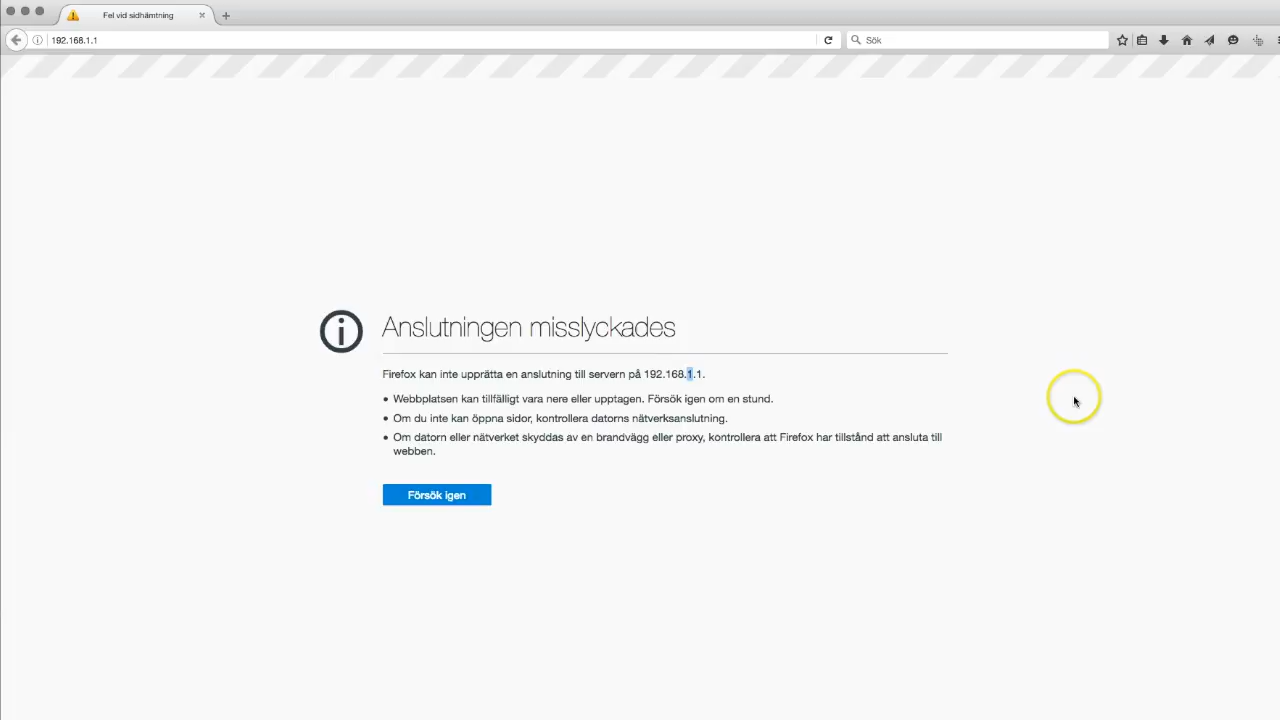 Fel vid sidhämtning
192.168.1.1
Sök
Anslutningen misslyckades
Firefox kan inte upprätta en anslutning till servern på 192.168.1.1.
• Webbplatsen kan tillfälligt vara nere eller upptagen. Försök igen om en stund.
• Om du inte kan öppna sidor, kontrollera datorns nätverksanslutning.
• Om datorn eller nätverket skyddas av en brandvägg eller proxy, kontrollera att Firefox har tillstånd att ansluta till
webben.
Försök igen